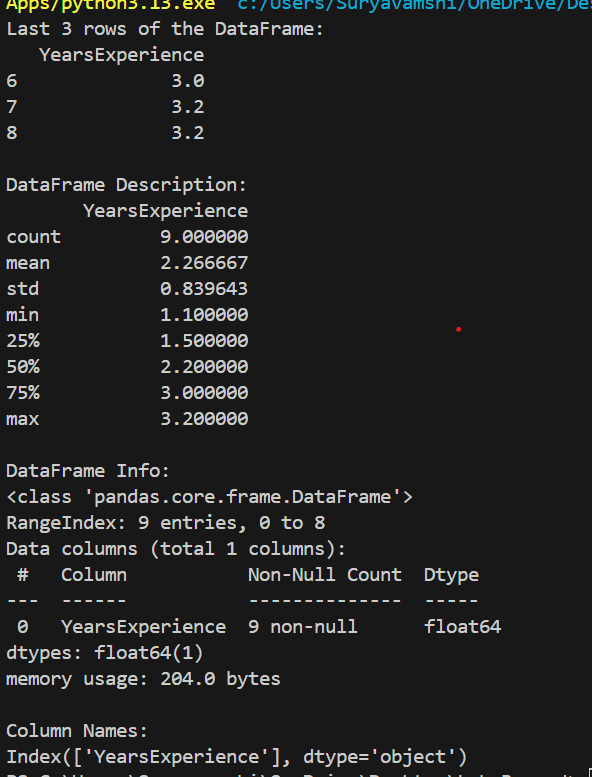 Apps/python3.13.exe c:/Users/Suryavamshi/OneDrive/Des
Last 3 rows of the DataFrame:
   YearsExperience
6              3.0
7              3.2
8              3.2

DataFrame Description:
       YearsExperience
count         9.000000
mean          2.266667
std           0.839643
min           1.100000
25%           1.500000
50%           2.200000
75%           3.000000
max           3.200000

DataFrame Info:
<class 'pandas.core.frame.DataFrame'>
RangeIndex: 9 entries, 0 to 8
Data columns (total 1 columns):
 #   Column           Non-Null Count  Dtype
---  ------           --------------  -----
 0   YearsExperience  9 non-null      float64
dtypes: float64(1)
memory usage: 204.0 bytes

Column Names:
Index(['YearsExperience'], dtype='object')